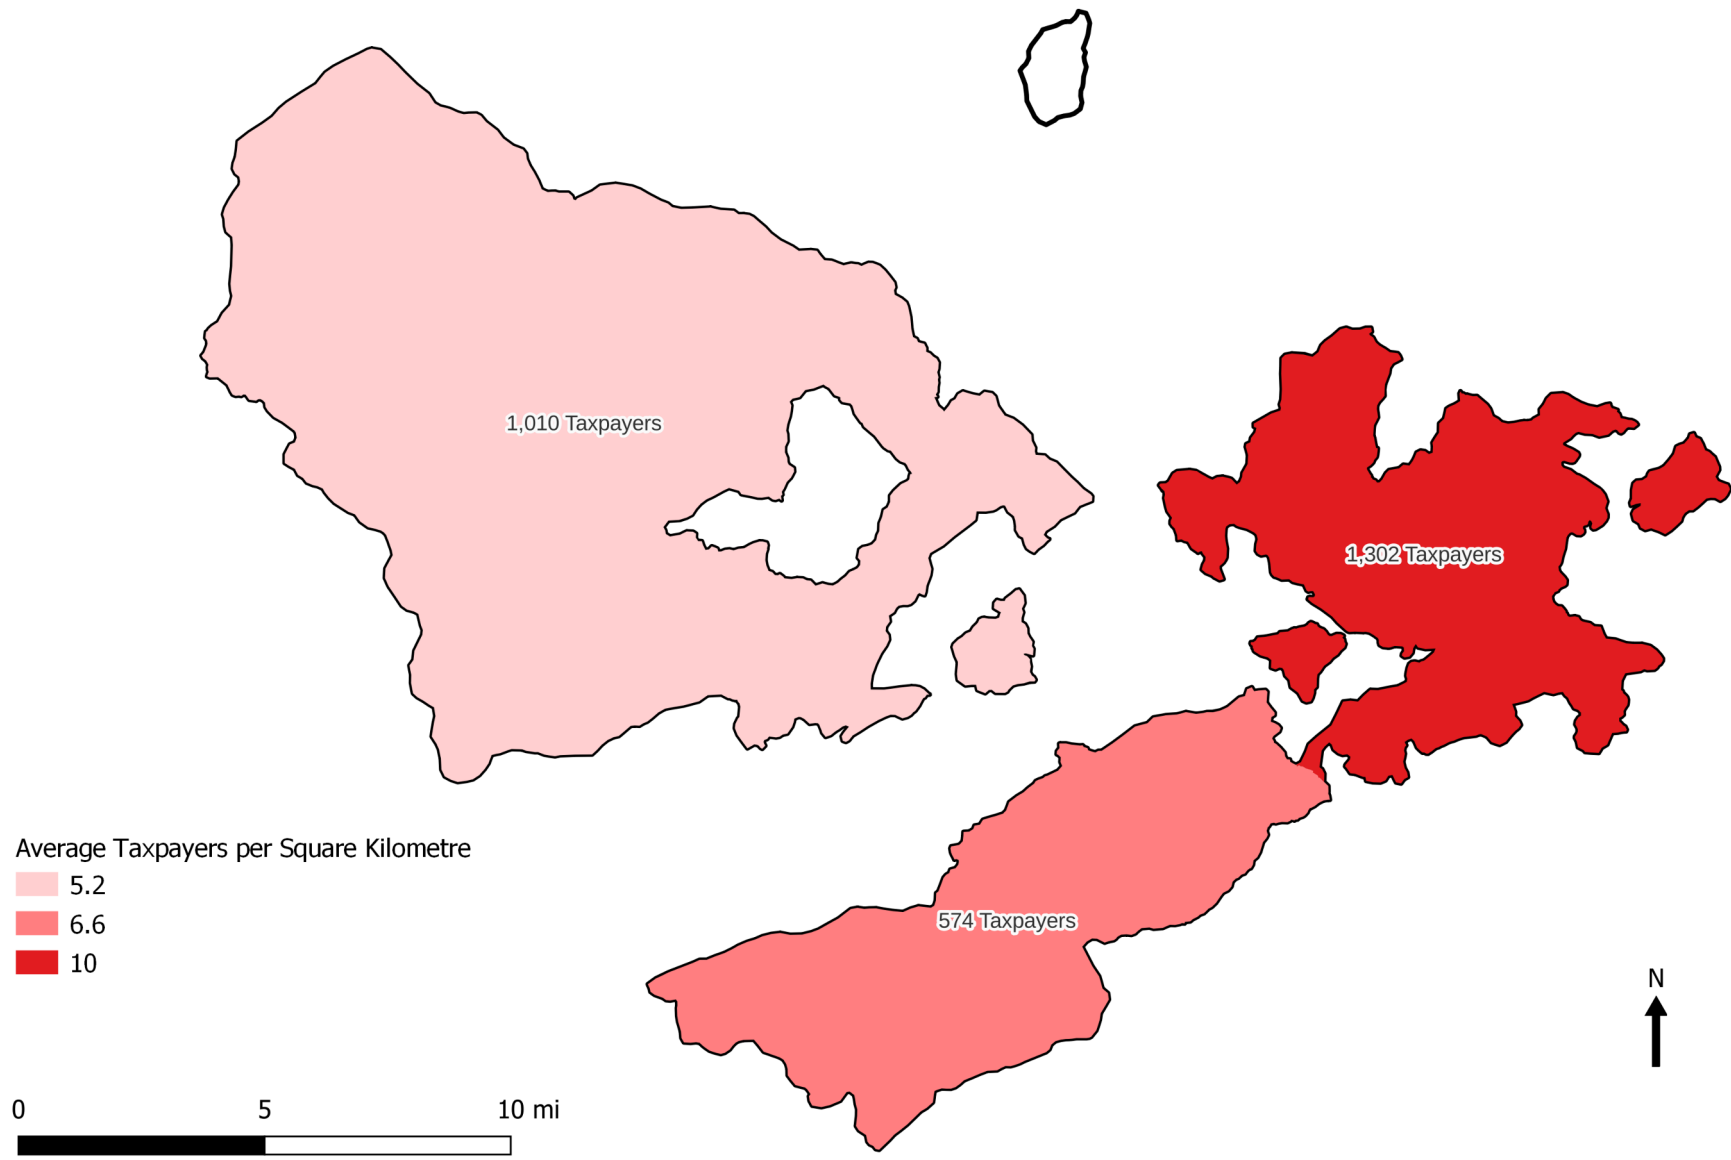 1,010 Taxpayers
1,302 Taxpayers
574 Taxpayers
Average Taxpayers per Square Kilometre
5.2
6.6
10
N
0 5 10 mi